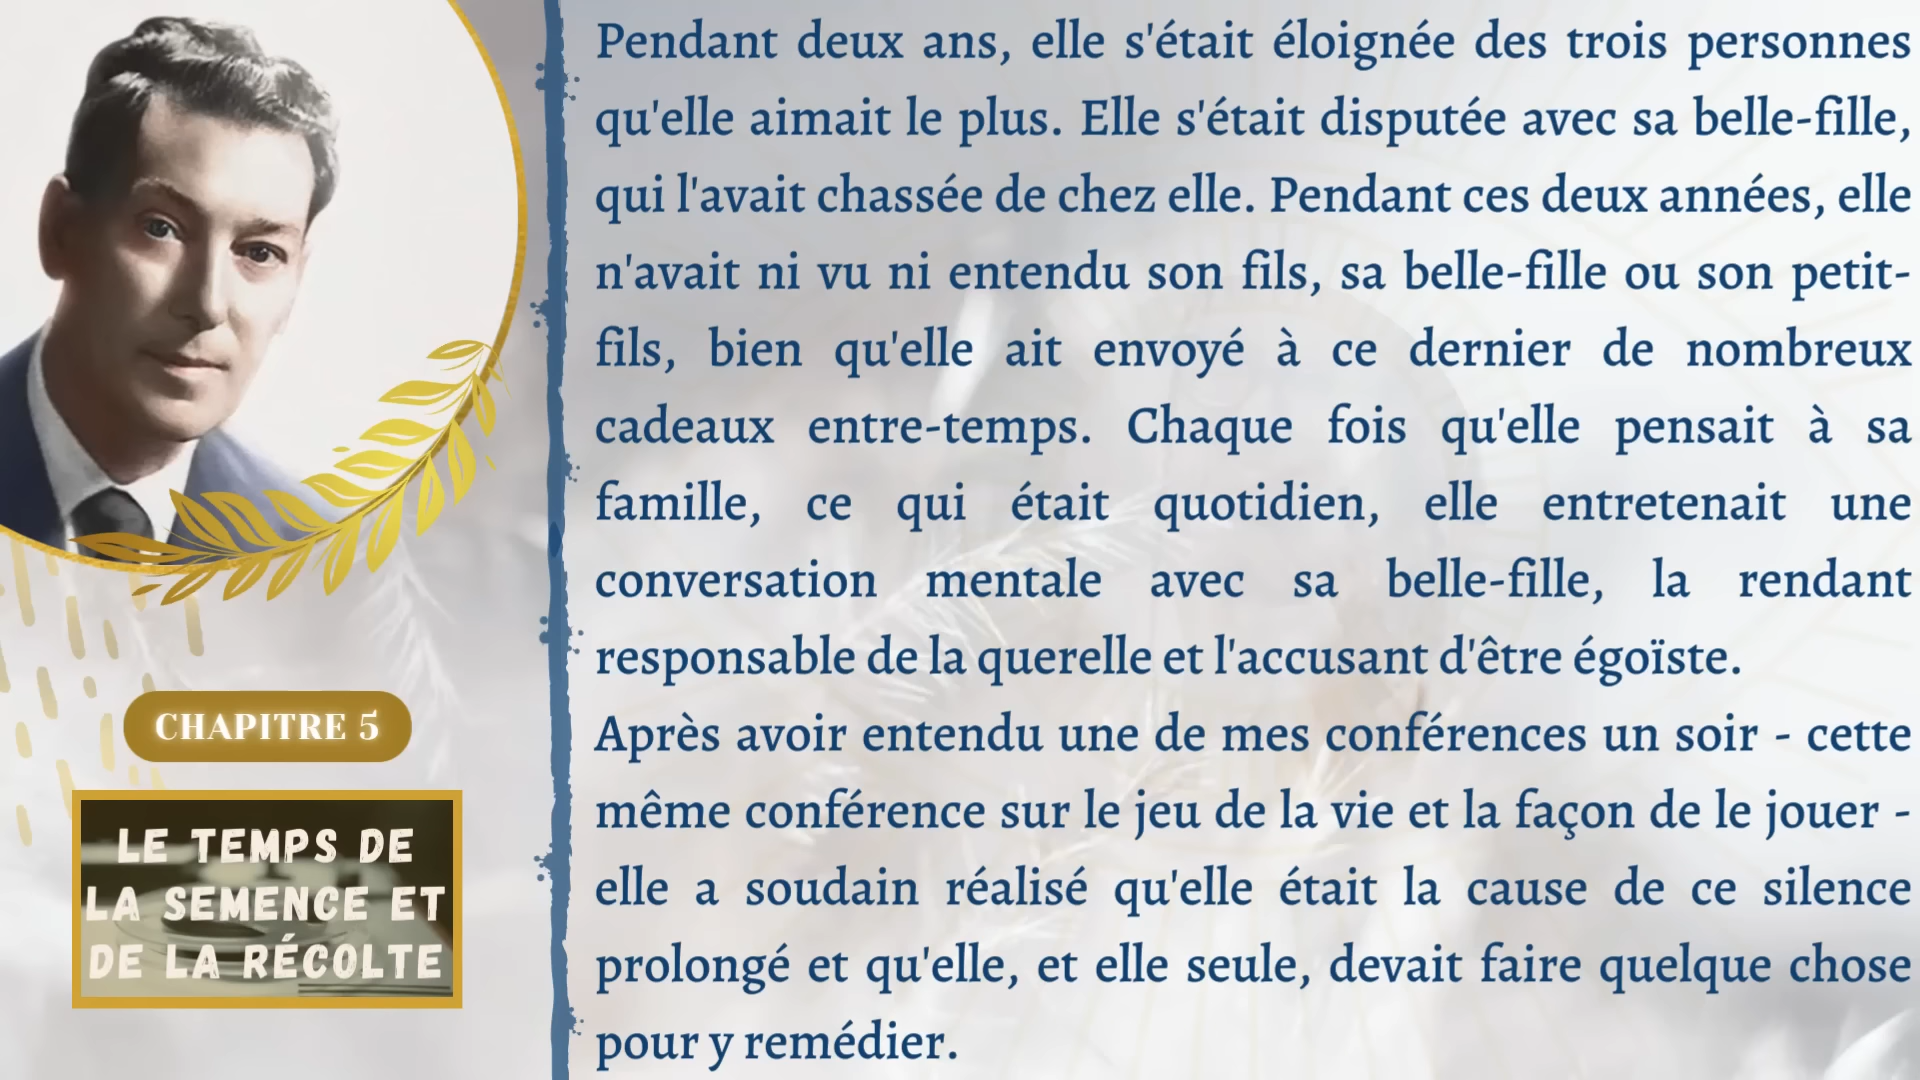 Pendant deux ans, elle s'était éloignée des trois personnes
qu'elle aimait le plus. Elle s'était disputée avec sa belle-fille,
qui l'avait chassée de chez elle. Pendant ces deux années, elle
n'avait ni vu ni entendu son fils, sa belle-fille ou son petit-
fils, bien qu'elle ait envoyé à ce dernier de nombreux
cadeaux entre-temps. Chaque fois qu'elle pensait à sa
famille, ce qui était quotidien, elle entretenait une
conversation mentale avec sa belle-fille, la rendant
responsable de la querelle et l'accusant d'être égoïste.
Après avoir entendu une de mes conférences un soir - cette
même conférence sur le jeu de la vie et la façon de le jouer -
elle a soudain réalisé qu'elle était la cause de ce silence
prolongé et qu'elle, et elle seule, devait faire quelque chose
pour y remédier.
CHAPITRE 5
LE TEMPS DE
LA SEMENCE ET
DE LA RÉCOLTE